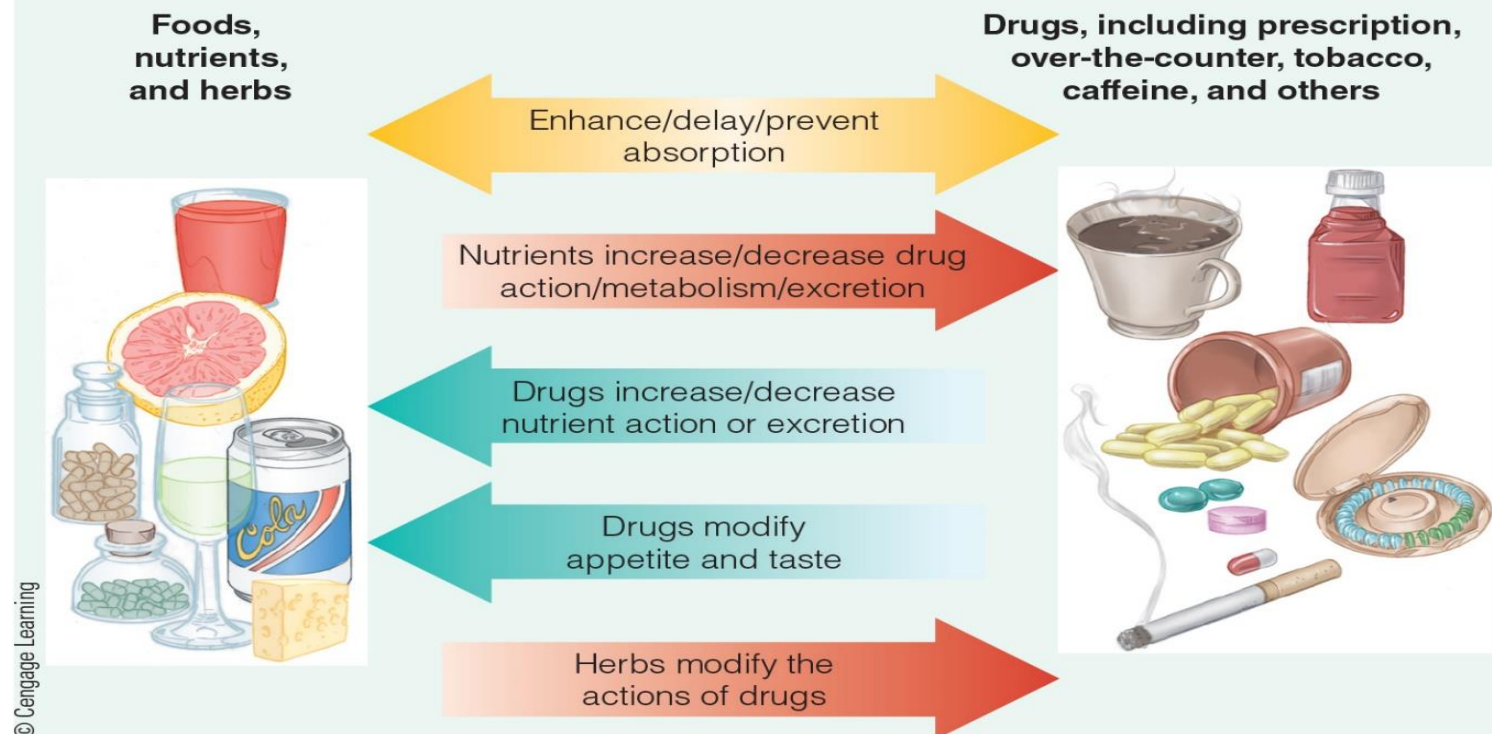 Foods,
nutrients,
and herbs
Drugs, including prescription,
over-the-counter, tobacco,
caffeine, and others
Enhance/delay/prevent
absorption
Nutrients increase/decrease drug
action/metabolism/excretion
Drugs increase/decrease
nutrient action or excretion
Drugs modify
appetite and taste
Herbs modify the
actions of drugs
Cola
© Cengage Learning